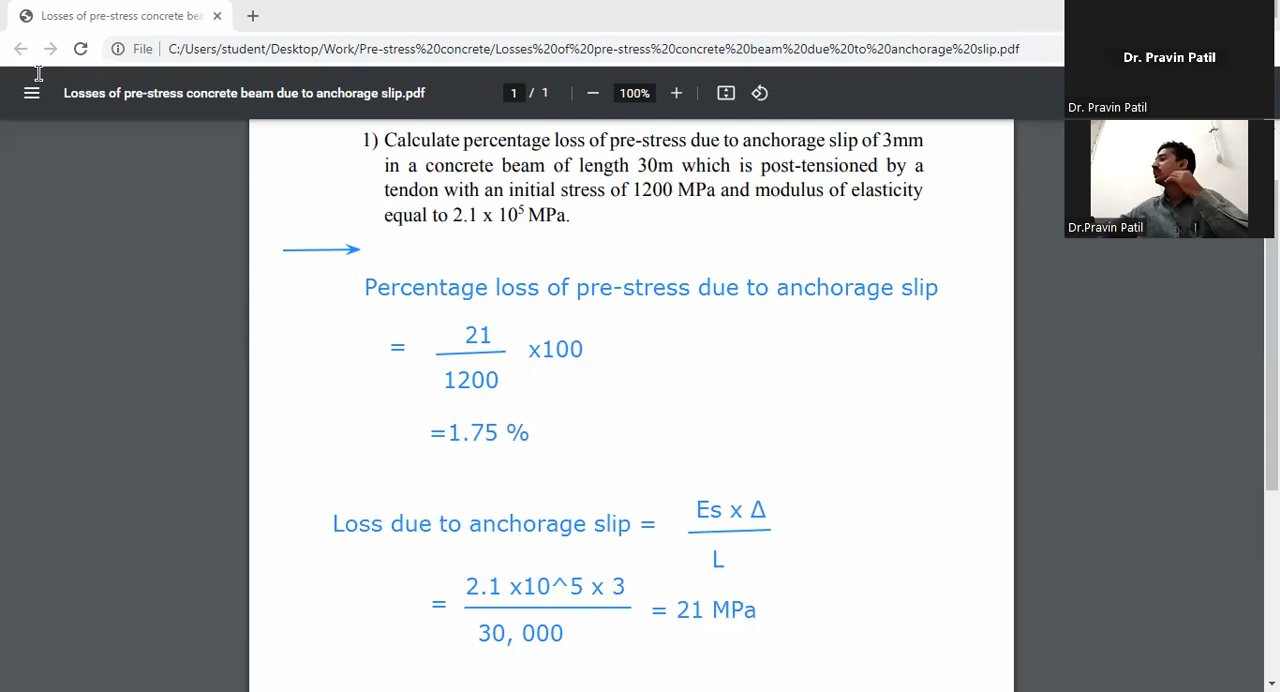 Losses of pre-stress concrete be
File
C:/Users/student/Desktop/Work/Pre-stress%20concrete/Losses%20of%20pre-stress%20concrete%20beam%20due%20to%20anchorage%20slip.pdf
Dr. Pravin Patil
Dr. Pravin Patil
Dr.Pravin Patil
Losses of pre-stress concrete beam due to anchorage slip.pdf
1 / 1
100%
1) Calculate percentage loss of pre-stress due to anchorage slip of 3mm
in a concrete beam of length 30m which is post-tensioned by a
tendon with an initial stress of 1200 MPa and modulus of elasticity
equal to 2.1 x 10⁵ MPa.
Percentage loss of pre-stress due to anchorage slip
= 21
x100
1200
=1.75 %
Loss due to anchorage slip = Es x Δ
L
= 2.1 x10^5 x 3
30, 000
= 21 MPa